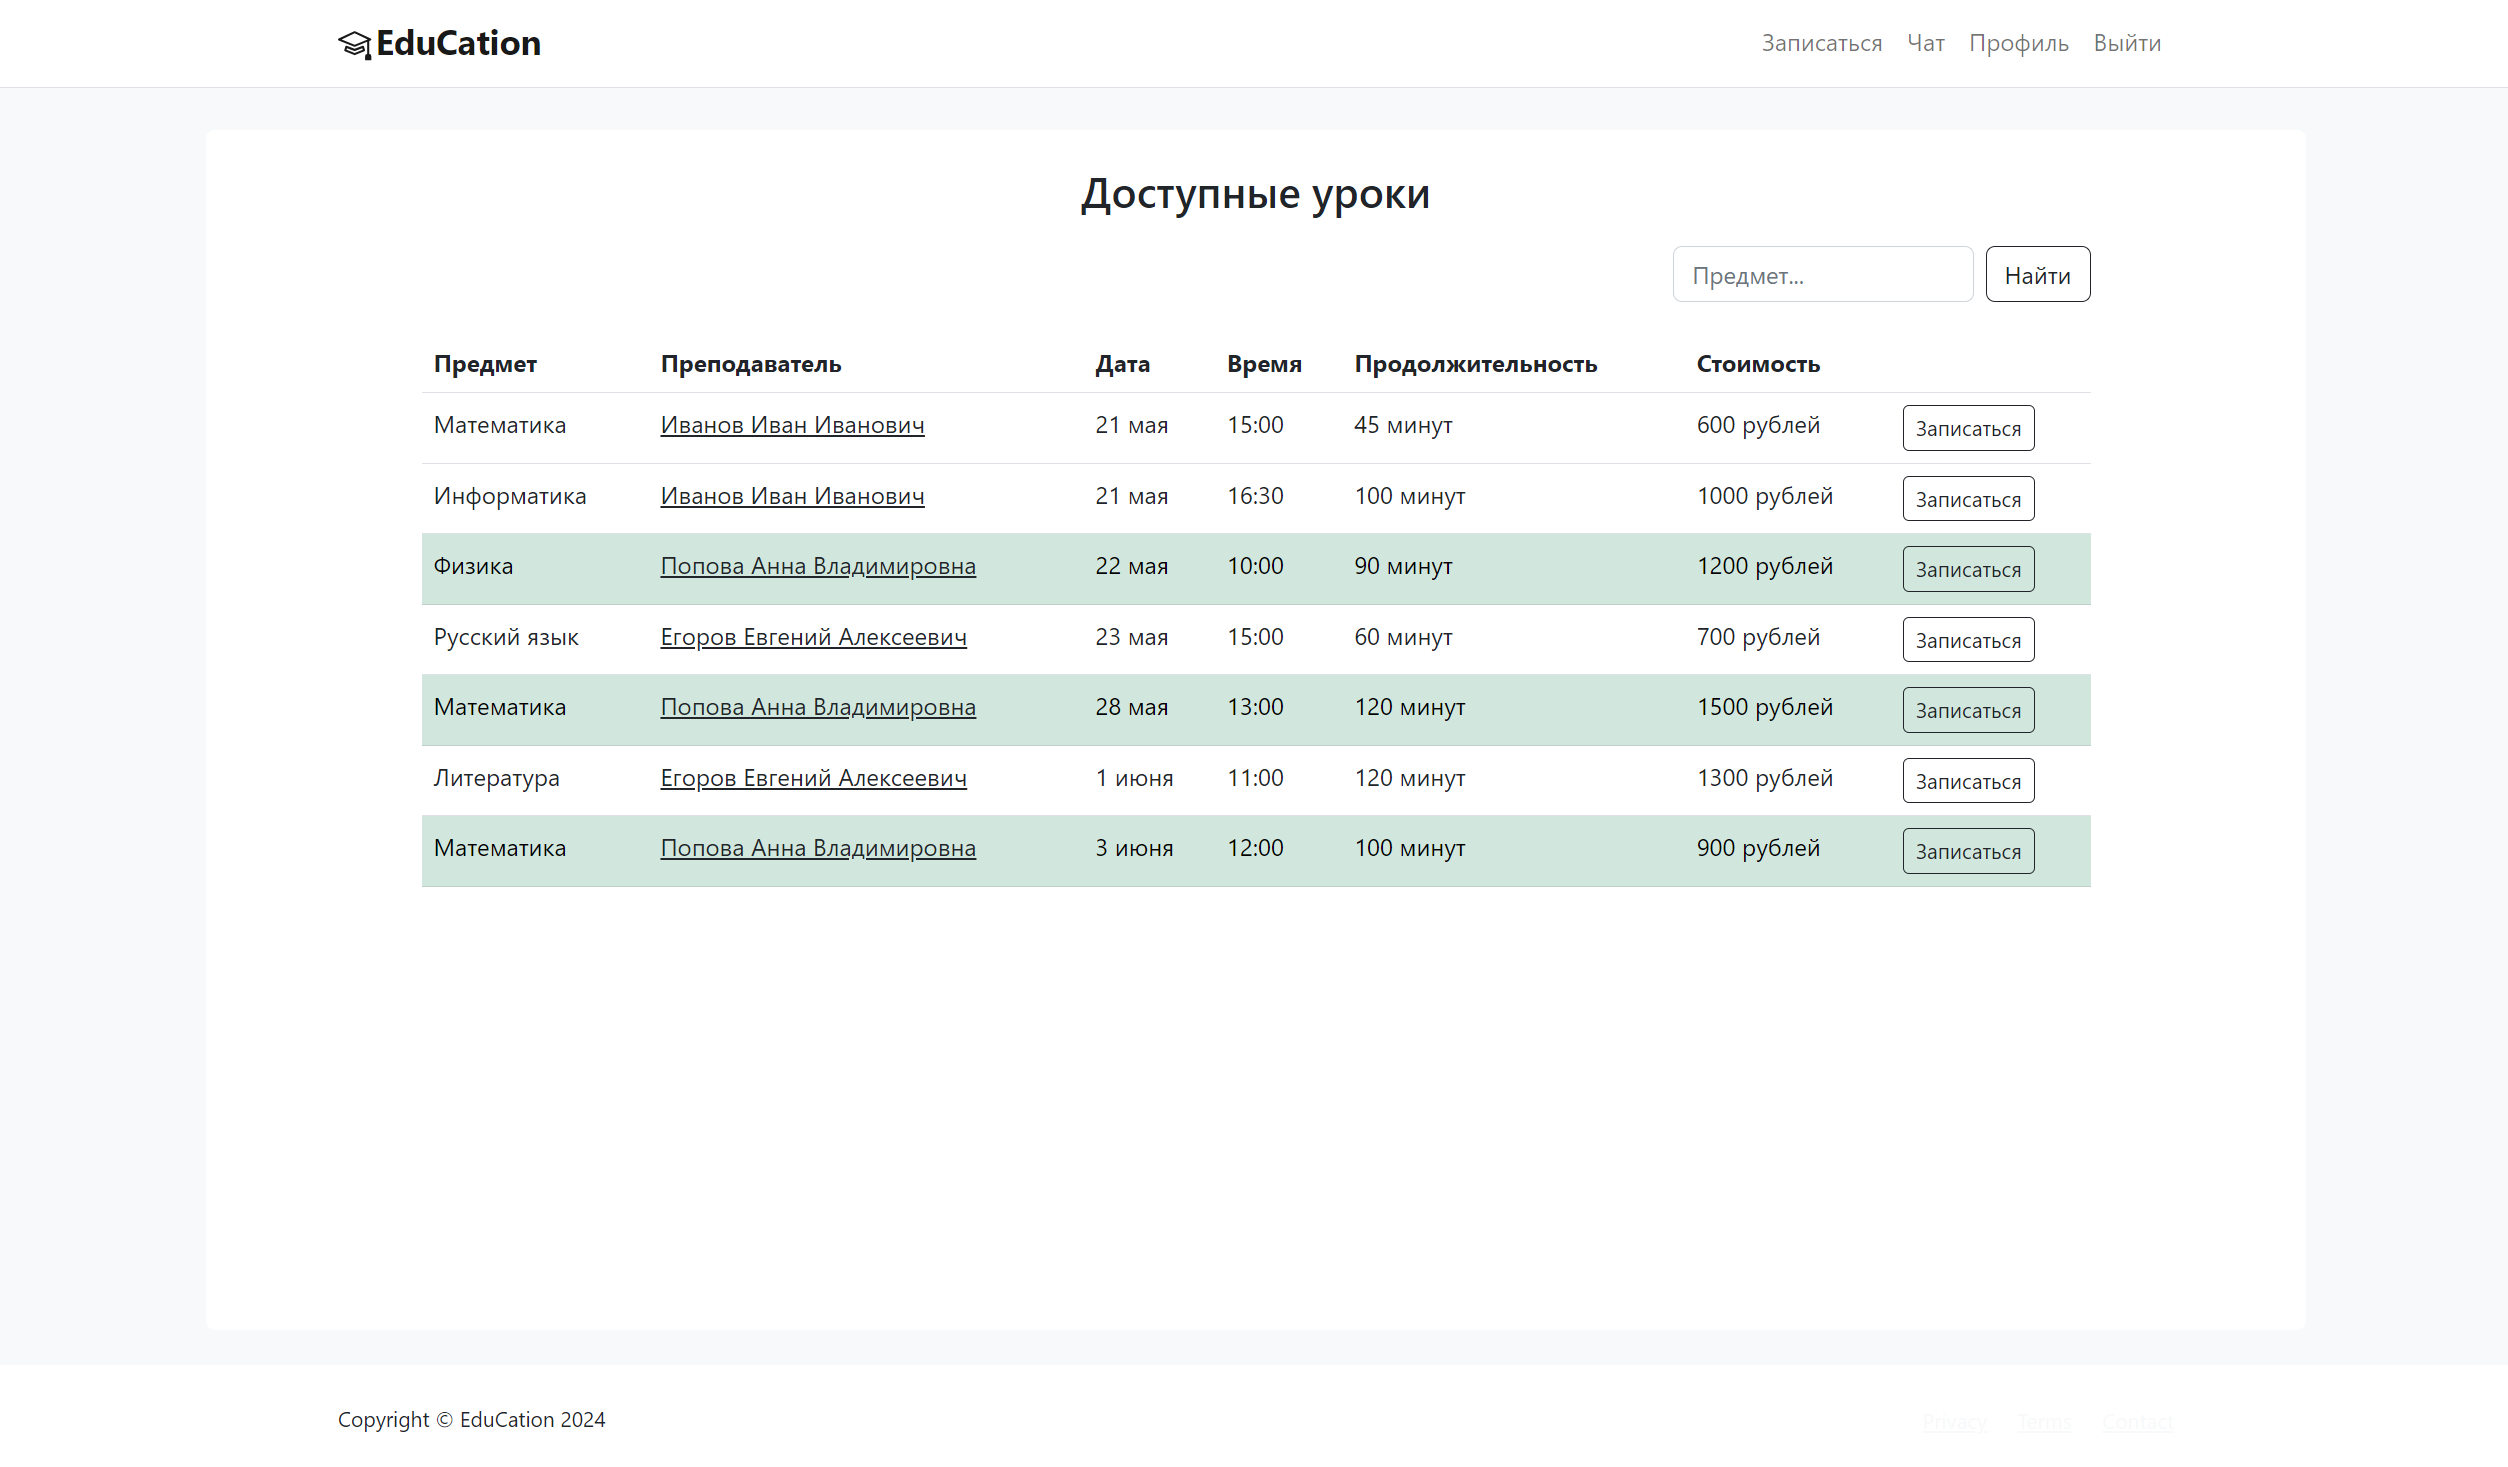 EduCation
Записаться Чат Профиль Выйти
Доступные уроки
Предмет... Найти
Предмет Преподаватель Дата Время Продолжительность Стоимость
Математика Иванов Иван Иванович 21 мая 15:00 45 минут 600 рублей Записаться
Информатика Иванов Иван Иванович 21 мая 16:30 100 минут 1000 рублей Записаться
Физика Попова Анна Владимировна 22 мая 10:00 90 минут 1200 рублей Записаться
Русский язык Егоров Евгений Алексеевич 23 мая 15:00 60 минут 700 рублей Записаться
Математика Попова Анна Владимировна 28 мая 13:00 120 минут 1500 рублей Записаться
Литература Егоров Евгений Алексеевич 1 июня 11:00 120 минут 1300 рублей Записаться
Математика Попова Анна Владимировна 3 июня 12:00 100 минут 900 рублей Записаться
Copyright © EduCation 2024
Privacy Terms Contact